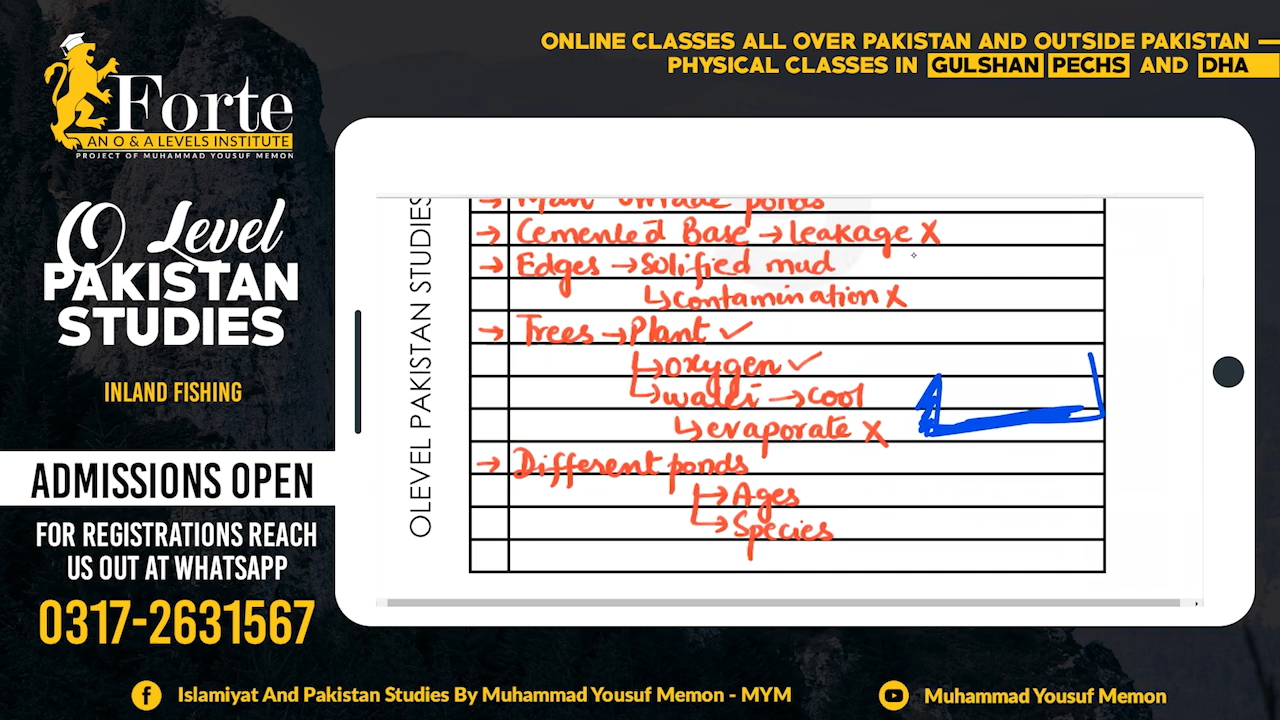 Forte
AN O & A LEVELS INSTITUTE
PROJECT OF MUHAMMAD YOUSUF MEMON
ONLINE CLASSES ALL OVER PAKISTAN AND OUTSIDE PAKISTAN —
PHYSICAL CLASSES IN GULSHAN PECHS AND DHA
O Level
PAKISTAN
STUDIES
INLAND FISHING
ADMISSIONS OPEN
FOR REGISTRATIONS REACH
US OUT AT WHATSAPP
0317-2631567
OLEVEL PAKISTAN STUDIES
→ Man made ponds
→ Cemented Base → leakage X
→ Edges → Solified mud
↳ contamination X
→ Trees → Plant ✓
↳ oxygen ✓
↳ water → cool
↳ evaporate X
→ Different ponds
↳ Ages
↳ Species
Islamiyat And Pakistan Studies By Muhammad Yousuf Memon - MYM
Muhammad Yousuf Memon